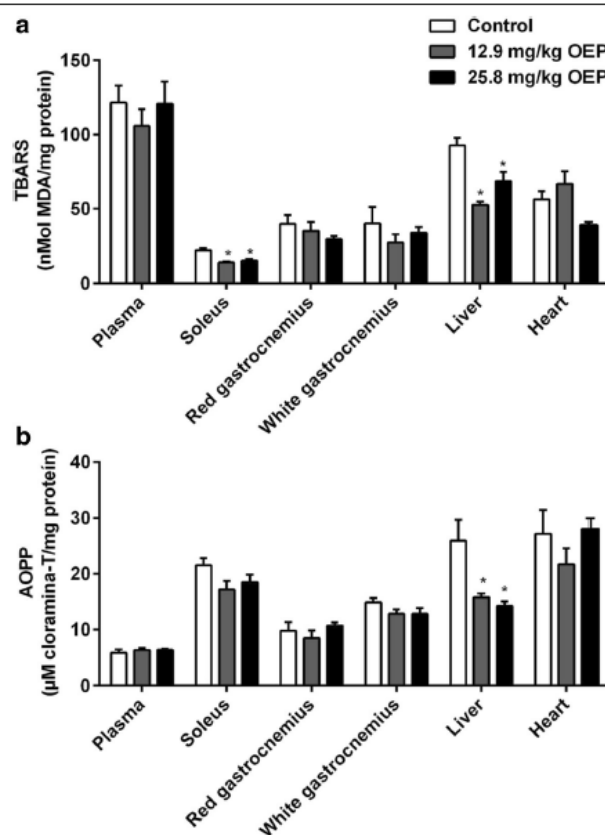 a
Control
12.9 mg/kg OEP
25.8 mg/kg OEP
TBARS
(nMol MDA/mg protein)
150
100
50
0
* * * *
Plasma Soleus Red gastrocnemius White gastrocnemius Liver Heart
b
AOPP
(µM cloramina-T/mg protein)
40
30
20
10
0
* *
Plasma Soleus Red gastrocnemius White gastrocnemius Liver Heart